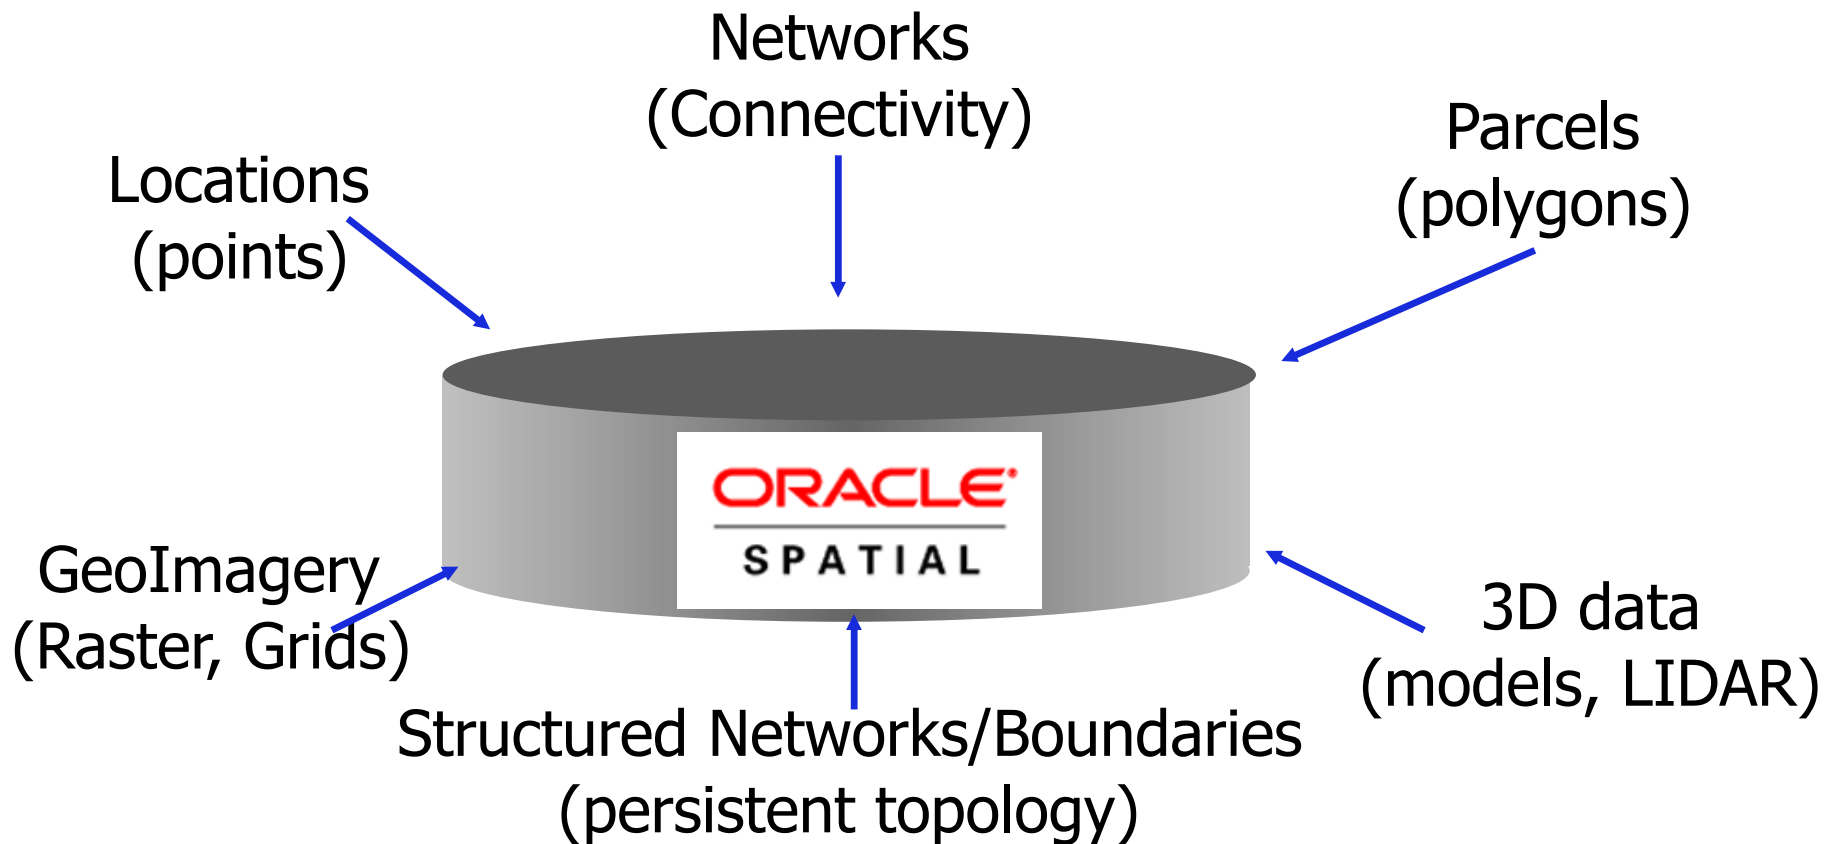 Networks
(Connectivity)
Parcels
(polygons)
Locations
(points)
ORACLE
SPATIAL
GeoImagery
(Raster, Grids)
3D data
(models, LIDAR)
Structured Networks/Boundaries
(persistent topology)